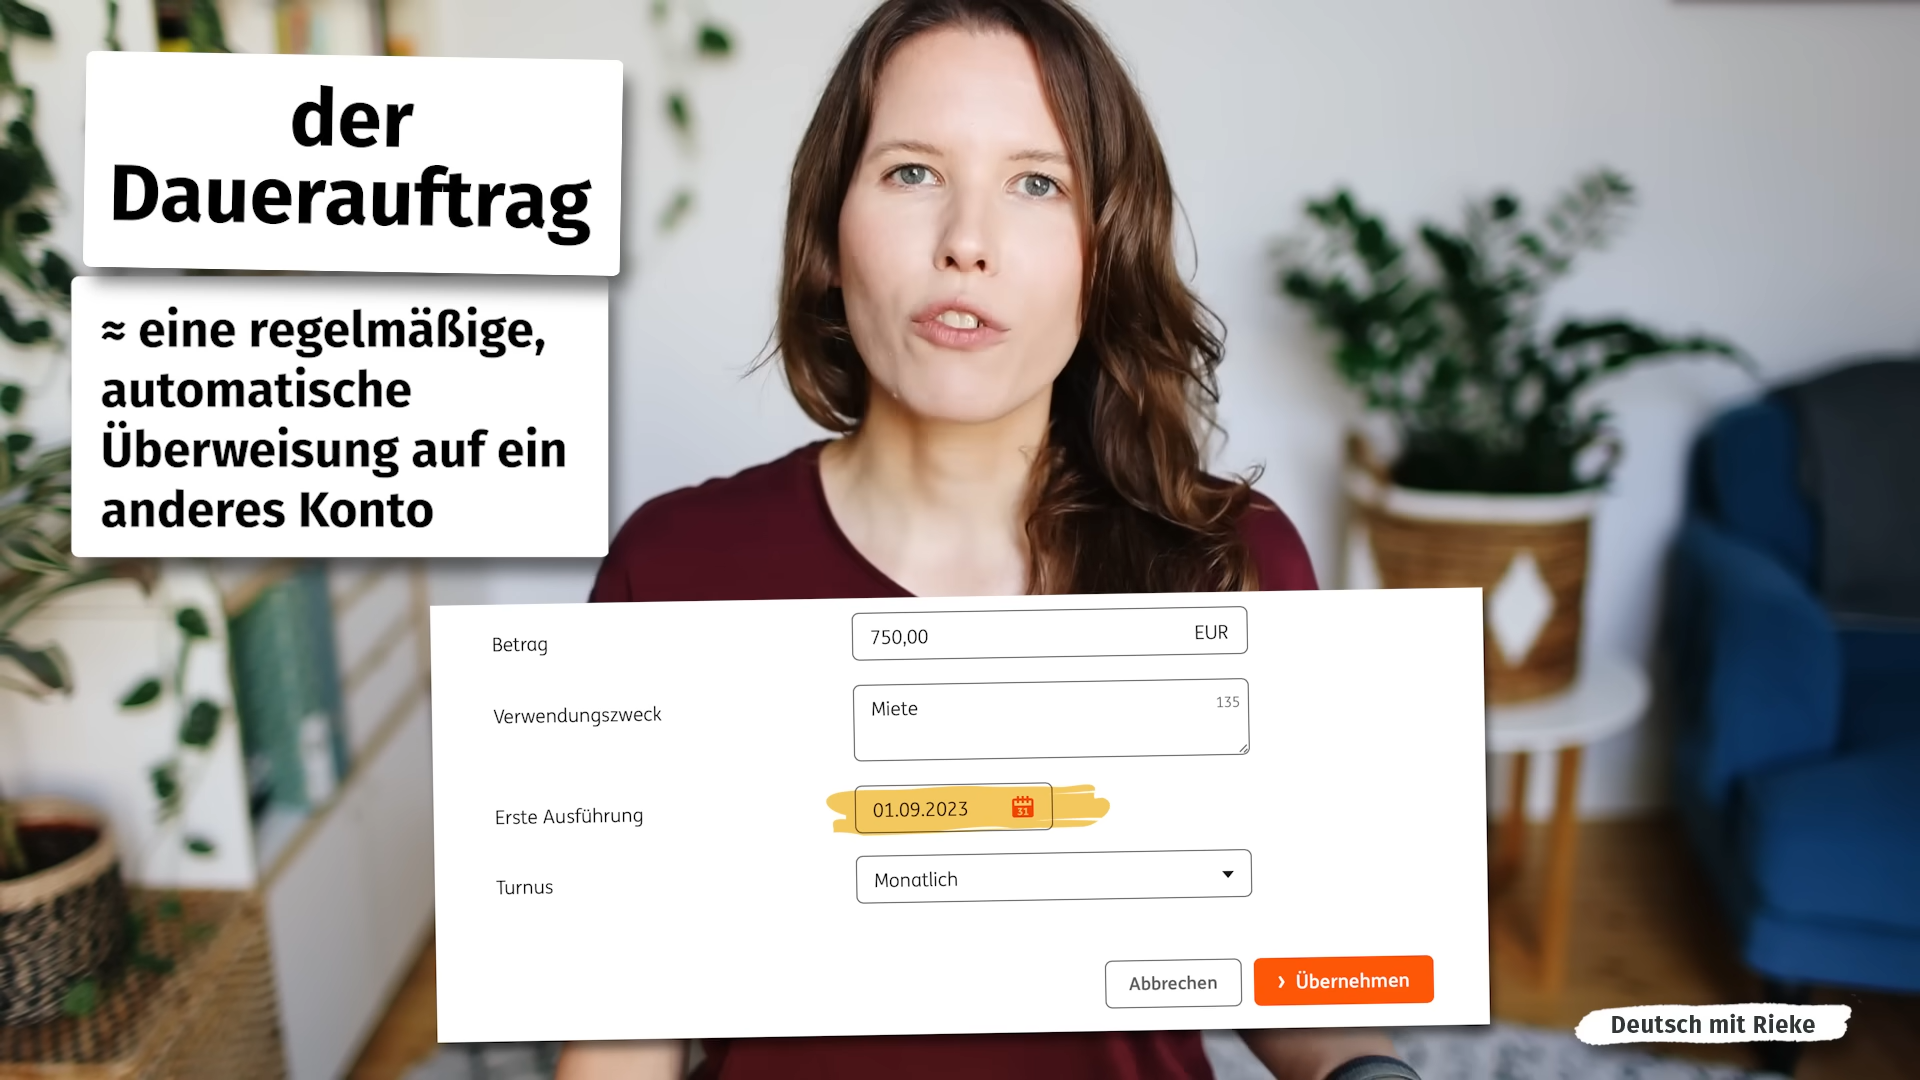 der
Dauerauftrag
≈ eine regelmäßige,
automatische
Überweisung auf ein
anderes Konto
Betrag
750,00 EUR
Verwendungszweck
Miete 135
Erste Ausführung
01.09.2023 31
Turnus
Monatlich
Abbrechen
› Übernehmen
Deutsch mit Rieke